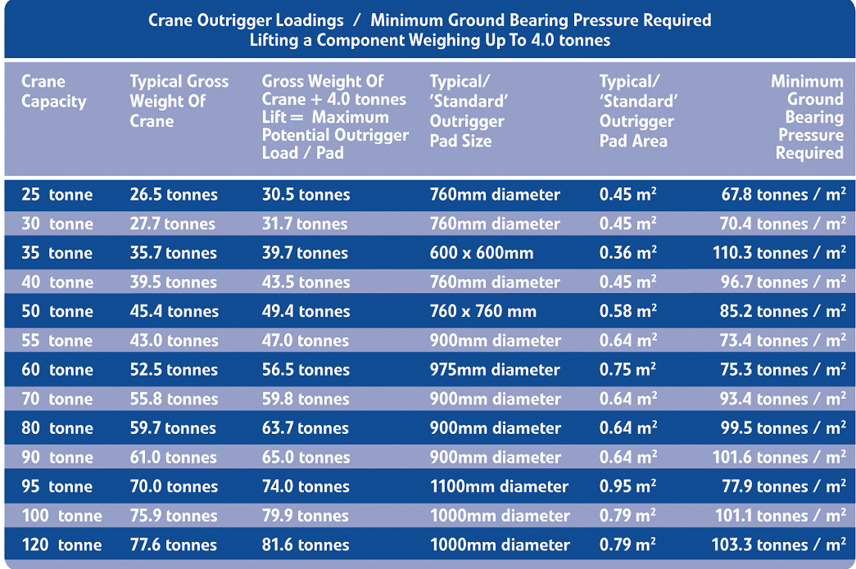 Crane Outrigger Loadings / Minimum Ground Bearing Pressure Required
Lifting a Component Weighing Up To 4.0 tonnes
Crane Capacity Typical Gross Weight Of Crane Gross Weight Of Crane + 4.0 tonnes Lift = Maximum Potential Outrigger Load / Pad Typical/ 'Standard' Outrigger Pad Size Typical/ 'Standard' Outrigger Pad Area Minimum Ground Bearing Pressure Required
25 tonne 26.5 tonnes 30.5 tonnes 760mm diameter 0.45 m² 67.8 tonnes / m²
30 tonne 27.7 tonnes 31.7 tonnes 760mm diameter 0.45 m² 70.4 tonnes / m²
35 tonne 35.7 tonnes 39.7 tonnes 600 x 600mm 0.36 m² 110.3 tonnes / m²
40 tonne 39.5 tonnes 43.5 tonnes 760mm diameter 0.45 m² 96.7 tonnes / m²
50 tonne 45.4 tonnes 49.4 tonnes 760 x 760 mm 0.58 m² 85.2 tonnes / m²
55 tonne 43.0 tonnes 47.0 tonnes 900mm diameter 0.64 m² 73.4 tonnes / m²
60 tonne 52.5 tonnes 56.5 tonnes 975mm diameter 0.75 m² 75.3 tonnes / m²
70 tonne 55.8 tonnes 59.8 tonnes 900mm diameter 0.64 m² 93.4 tonnes / m²
80 tonne 59.7 tonnes 63.7 tonnes 900mm diameter 0.64 m² 99.5 tonnes / m²
90 tonne 61.0 tonnes 65.0 tonnes 900mm diameter 0.64 m² 101.6 tonnes / m²
95 tonne 70.0 tonnes 74.0 tonnes 1100mm diameter 0.95 m² 77.9 tonnes / m²
100 tonne 75.9 tonnes 79.9 tonnes 1000mm diameter 0.79 m² 101.1 tonnes / m²
120 tonne 77.6 tonnes 81.6 tonnes 1000mm diameter 0.79 m² 103.3 tonnes / m²